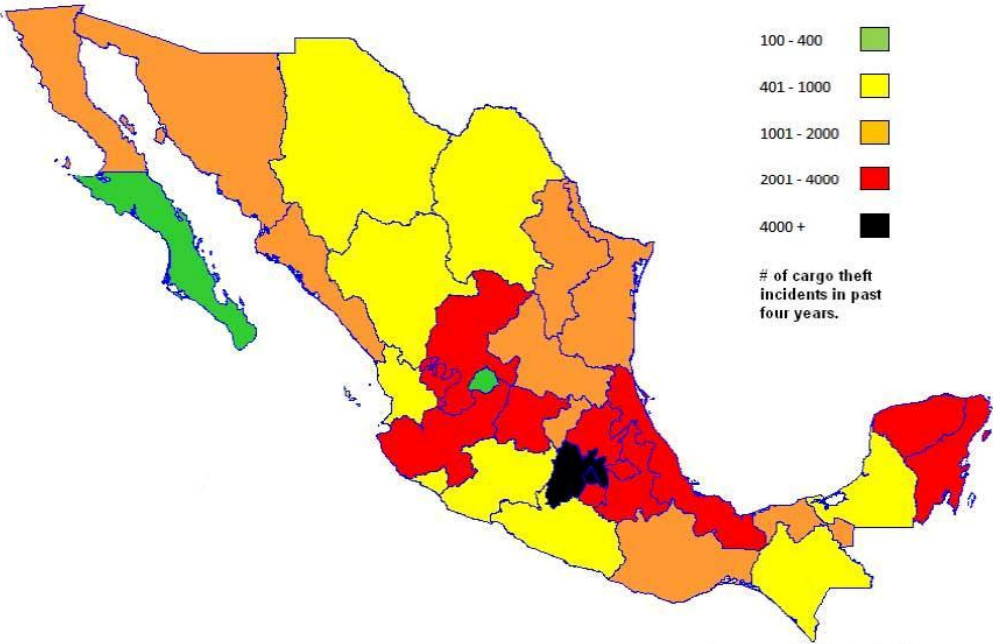 100 - 400
401 - 1000
1001 - 2000
2001 - 4000
4000 +
# of cargo theft
incidents in past
four years.